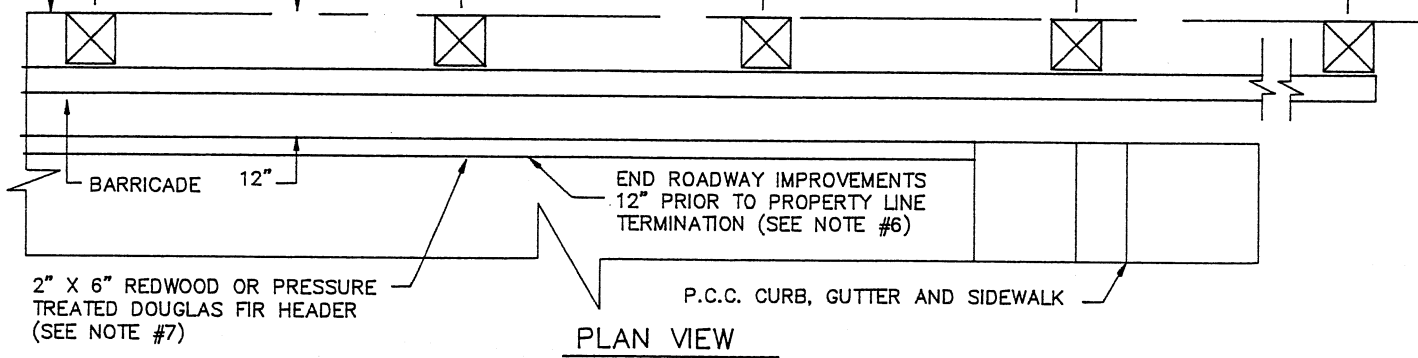 BARRICADE
12"
END ROADWAY IMPROVEMENTS
12" PRIOR TO PROPERTY LINE
TERMINATION (SEE NOTE #6)
2" X 6" REDWOOD OR PRESSURE
TREATED DOUGLAS FIR HEADER
(SEE NOTE #7)
P.C.C. CURB, GUTTER AND SIDEWALK
PLAN VIEW